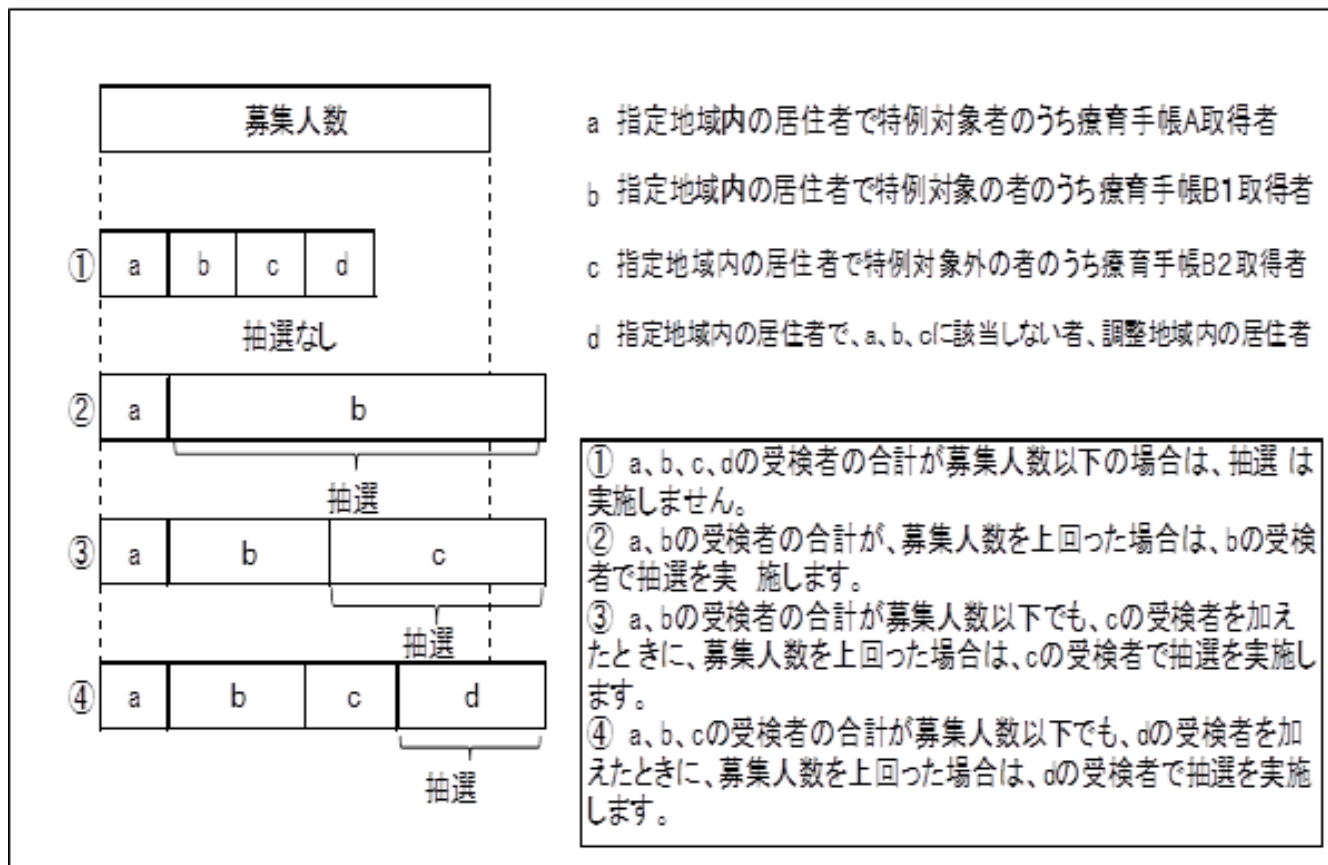 募集人数
a 指定地域内の居住者で特例対象者のうち療育手帳A取得者
b 指定地域内の居住者で特例対象の者のうち療育手帳B1取得者
c 指定地域内の居住者で特例対象外の者のうち療育手帳B2取得者
d 指定地域内の居住者で、a、b、cに該当しない者、調整地域内の居住者
① a b c d
抽選なし
② a b
抽選
③ a b c
抽選
④ a b c d
抽選
① a、b、c、dの受検者の合計が募集人数以下の場合は、抽選 は
実施しません。
② a、bの受検者の合計が、募集人数を上回った場合は、bの受検
者で抽選を実 施します。
③ a、bの受検者の合計が募集人数以下でも、cの受検者を加え
たときに、募集人数を上回った場合は、cの受検者で抽選を実施し
ます。
④ a、b、cの受検者の合計が募集人数以下でも、dの受検者を加
えたときに、募集人数を上回った場合は、dの受検者で抽選を実施
します。